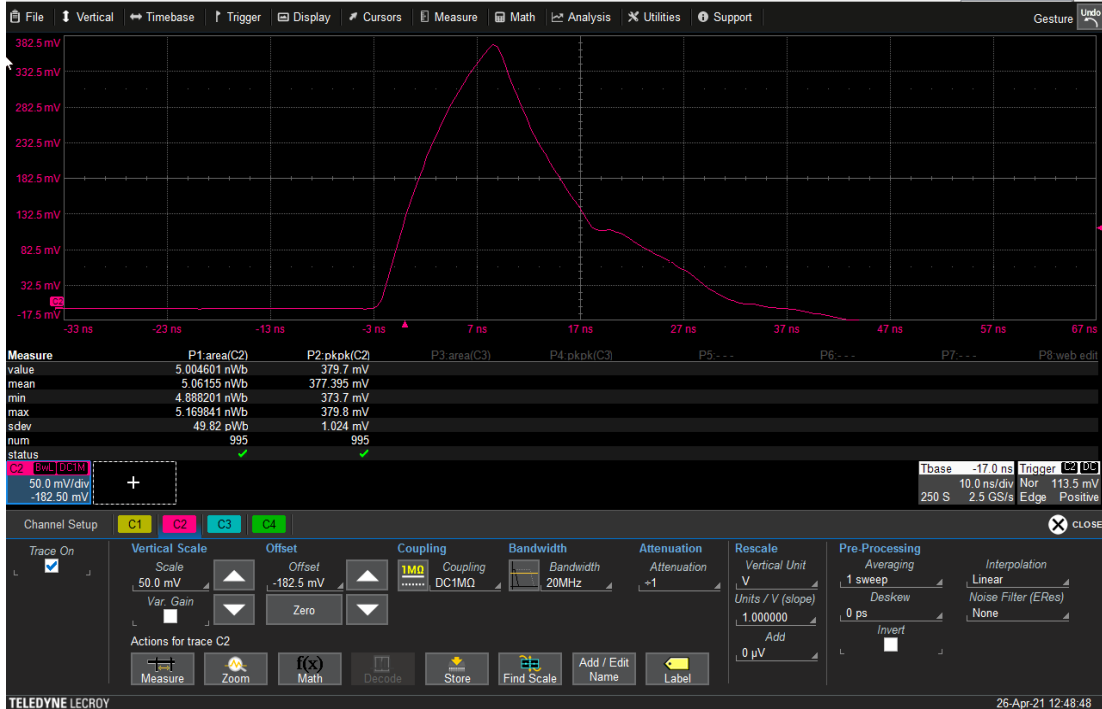 File Vertical Timebase Trigger Display Cursors Measure Math Analysis Utilities Support Gesture Undo
382.5 mV
332.5 mV
282.5 mV
232.5 mV
182.5 mV
132.5 mV
82.5 mV
32.5 mV
C2
-17.5 mV
-33 ns -23 ns -13 ns -3 ns 7 ns 17 ns 27 ns 37 ns 47 ns 57 ns 67 ns
Measure P1:area(C2) P2:pkpk(C2) P3:area(C3) P4:pkpk(C3) P5:--- P6:--- P7:--- P8:web edit
value 5.004601 nWb 379.7 mV
mean 5.06155 nWb 377.395 mV
min 4.888201 nWb 373.7 mV
max 5.169841 nWb 379.8 mV
sdev 49.82 pWb 1.024 mV
num 995 995
status
C2 BwL DC1M Tbase -17.0 ns Trigger C2 DC
50.0 mV/div + 10.0 ns/div Nor 113.5 mV
-182.50 mV 250 S 2.5 GS/s Edge Positive
Channel Setup C1 C2 C3 C4 CLOSE
Trace On Vertical Scale Offset Coupling Bandwidth Attenuation Rescale Pre-Processing
Scale Offset 1MΩ Coupling Bandwidth Attenuation Vertical Unit Averaging Interpolation
50.0 mV -182.5 mV DC1MΩ 20MHz ÷1 V 1 sweep Linear
Var. Gain Zero Units / V (slope) Deskew Noise Filter (ERes)
1.000000 0 ps None
Add Invert
Actions for trace C2 0 µV
f(x) Add / Edit
Measure Zoom Math Decode Store Find Scale Name Label
TELEDYNE LECROY 26-Apr-21 12:48:48